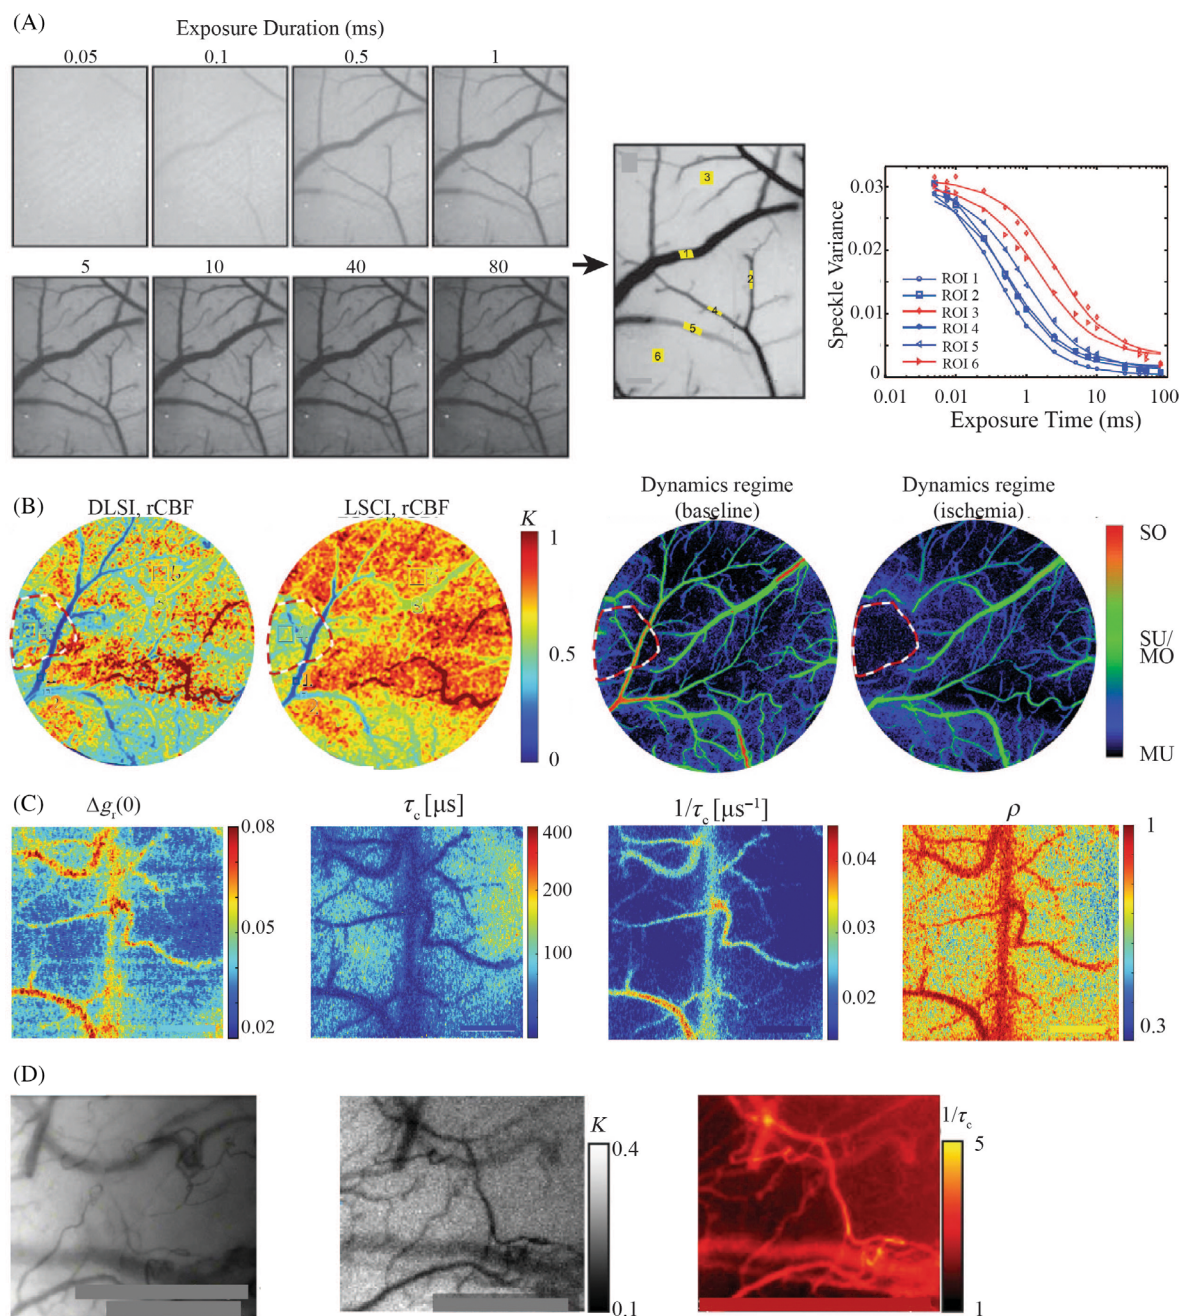 (A)
Exposure Duration (ms)
0.05 0.1 0.5 1
5 10 40 80
3
1
2
4
5
6
Speckle Variance
0.03
0.02
0.01
0
ROI 1
ROI 2
ROI 3
ROI 4
ROI 5
ROI 6
0.01 0.01 1 10 100
Exposure Time (ms)
(B)
DLSI, rCBF LSCI, rCBF K
1
0.5
0
Dynamics regime
(baseline)
Dynamics regime
(ischemia)
SO
SU/
MO
MU
(C)
Δgr(0) τc [μs] 1/τc [μs⁻¹] ρ
0.08
0.05
0.02
400
200
100
0.04
0.03
0.02
1
0.3
(D)
K
0.4
0.1
1/τc
5
1